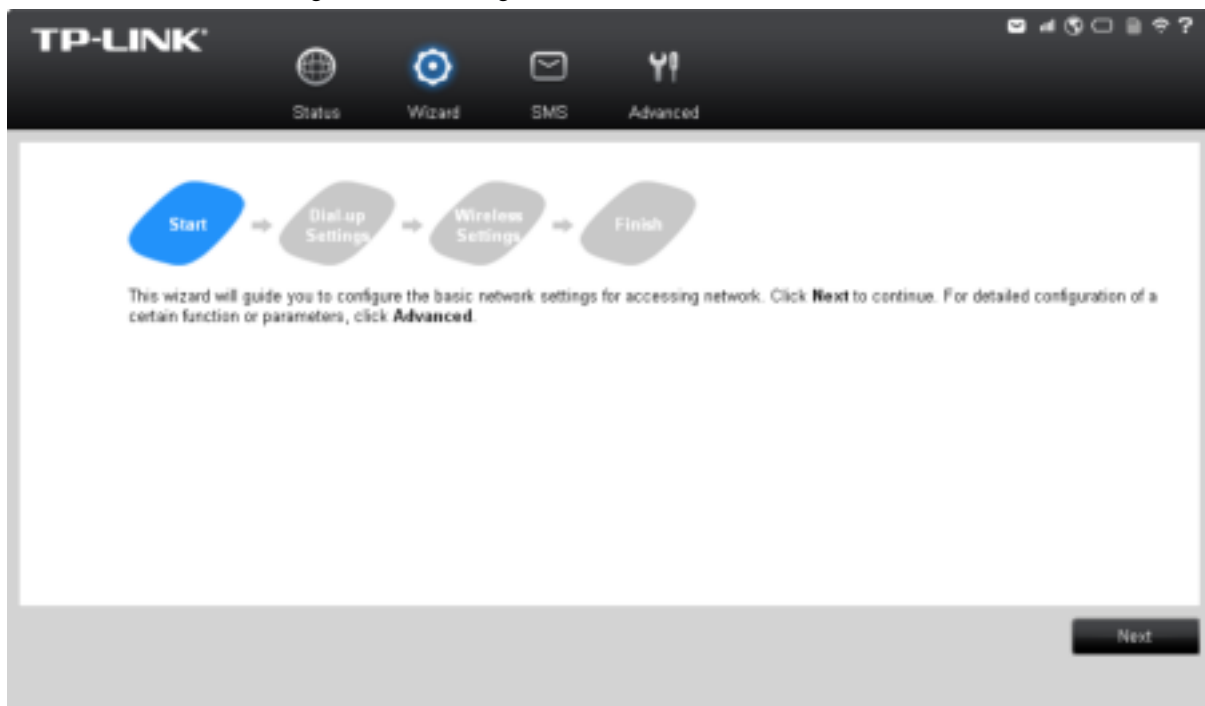 TP-LINK
?
Status Wizard SMS Advanced
Start
Dial-up
Settings
Wireless
Settings
Finish
This wizard will guide you to configure the basic network settings for accessing network. Click Next to continue. For detailed configuration of a
certain function or parameters, click Advanced.
Next